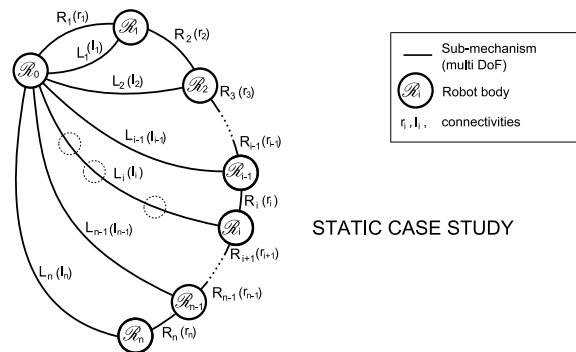 R₁(r₁)
ℛ₁
L₁(l₁)
R₂(r₂)
ℛ₀
L₂(l₂)
ℛ₂
R₃(r₃)
Lᵢ₋₁(lᵢ₋₁)
Rᵢ₋₁(rᵢ₋₁)
ℛᵢ₋₁
Lᵢ(lᵢ)
Rᵢ(rᵢ)
ℛᵢ
Rᵢ₊₁(rᵢ₊₁)
Lₙ₋₁(lₙ₋₁)
ℛₙ₋₁
Rₙ₋₁(rₙ₋₁)
Lₙ(lₙ)
ℛₙ
Rₙ(rₙ)
Sub-mechanism
(multi DoF)
ℛᵢ Robot body
rᵢ, lᵢ, connectivities
STATIC CASE STUDY